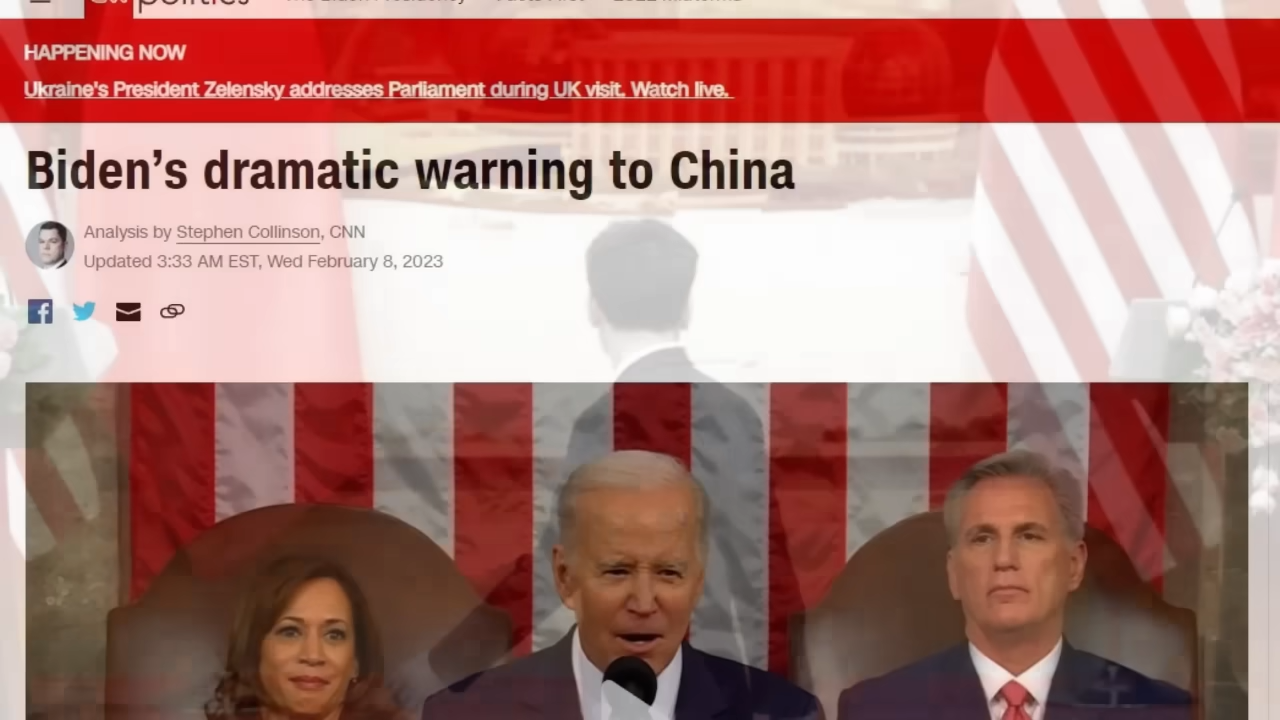 politics
HAPPENING NOW
Ukraine's President Zelensky addresses Parliament during UK visit. Watch live.
Biden's dramatic warning to China
Analysis by Stephen Collinson, CNN
Updated 3:33 AM EST, Wed February 8, 2023